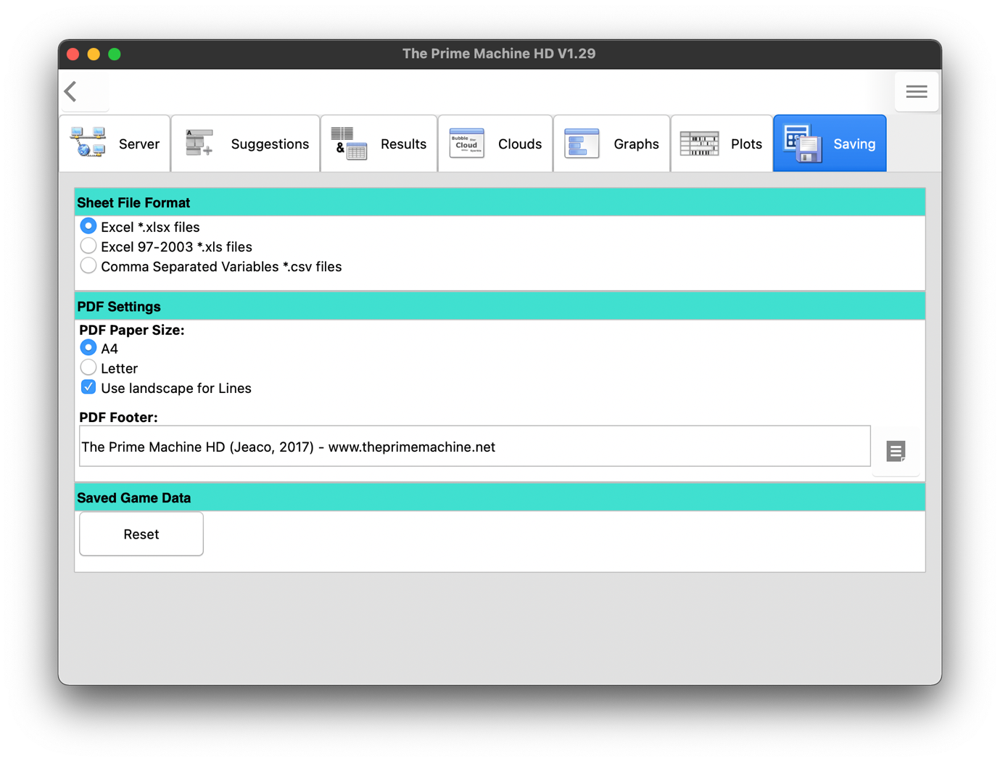 The Prime Machine HD V1.29
Server
Suggestions
Results
Clouds
Graphs
Plots
Saving
A
&
Bubble
Cloud
Sheet File Format
Excel *.xlsx files
Excel 97-2003 *.xls files
Comma Separated Variables *.csv files
PDF Settings
PDF Paper Size:
A4
Letter
Use landscape for Lines
PDF Footer:
The Prime Machine HD (Jeaco, 2017) - www.theprimemachine.net
Saved Game Data
Reset